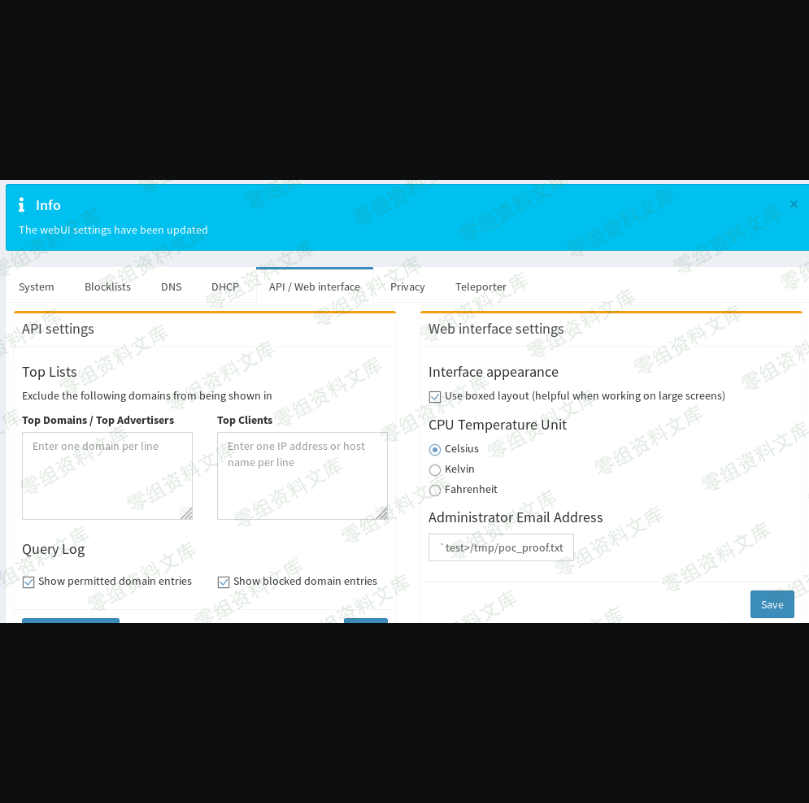 Info
×
The webUI settings have been updated
System Blocklists DNS DHCP API / Web interface Privacy Teleporter
API settings
Top Lists
Exclude the following domains from being shown in
Top Domains / Top Advertisers Top Clients
Enter one domain per line
Enter one IP address or host
name per line
Query Log
Show permitted domain entries Show blocked domain entries
Web interface settings
Interface appearance
Use boxed layout (helpful when working on large screens)
CPU Temperature Unit
Celsius
Kelvin
Fahrenheit
Administrator Email Address
`test>/tmp/poc_proof.txt
Save
零组资料文库